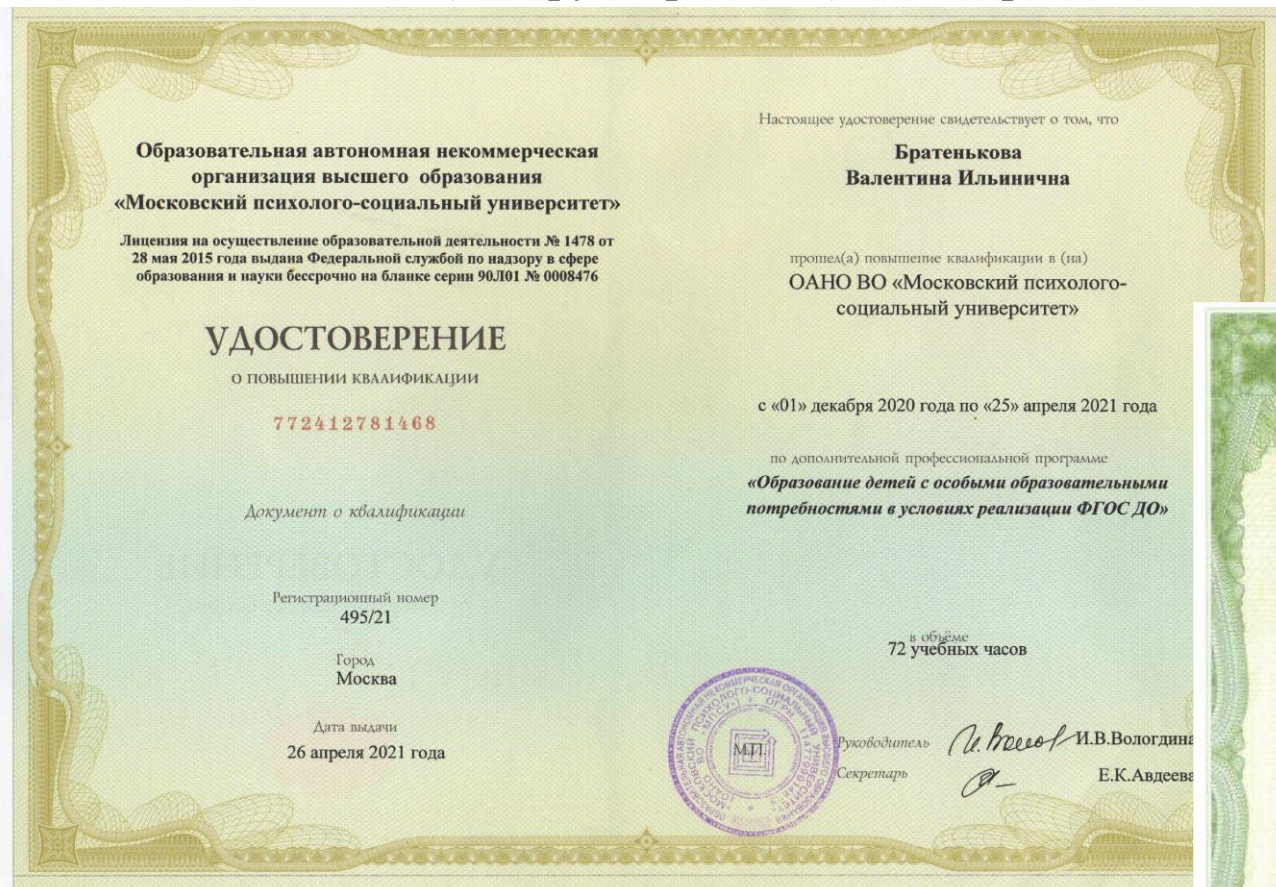 Образовательная автономная некоммерческая
организация высшего образования
«Московский психолого-социальный университет»
Лицензия на осуществление образовательной деятельности № 1478 от
28 мая 2015 года выдана Федеральной службой по надзору в сфере
образования и науки бессрочно на бланке серии 90Л01 № 0008476
УДОСТОВЕРЕНИЕ
О ПОВЫШЕНИИ КВАЛИФИКАЦИИ
772412781468
Документ о квалификации
Регистрационный номер
495/21
Город
Москва
Дата выдачи
26 апреля 2021 года
Настоящее удостоверение свидетельствует о том, что
Братенькова
Валентина Ильинична
прошел(а) повышение квалификации в (на)
ОАНО ВО «Московский психолого-
социальный университет»
с «01» декабря 2020 года по «25» апреля 2021 года
по дополнительной профессиональной программе
«Образование детей с особыми образовательными
потребностями в условиях реализации ФГОС ДО»
в объёме
72 учебных часов
М.П.
Руководитель И.В.Вологдина
Секретарь Е.К.Авдеева